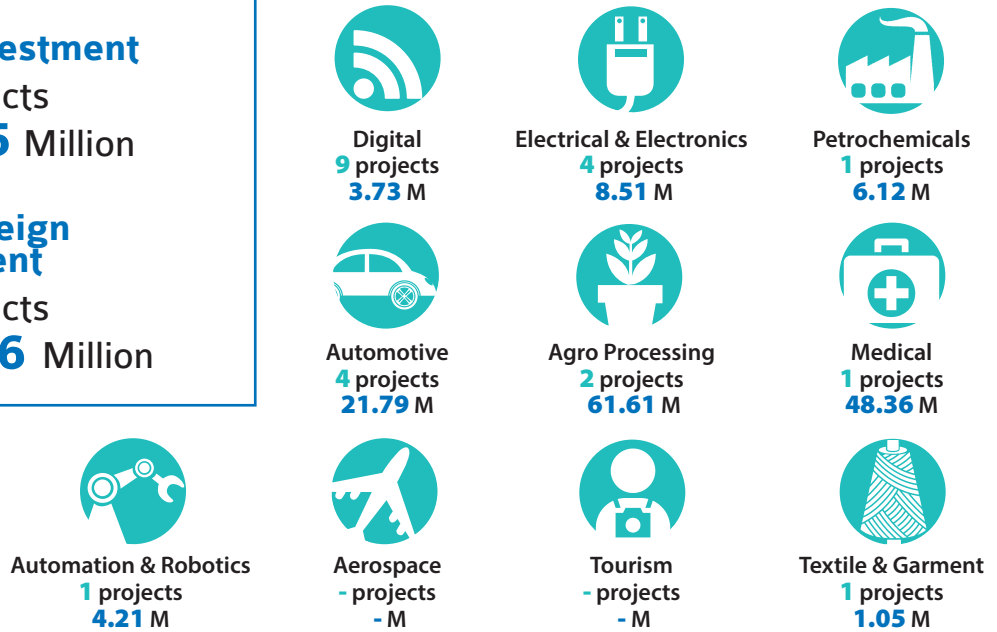 estment
cts
5 Million
eign
ent
cts
6 Million
Digital
9 projects
3.73 M
Electrical & Electronics
4 projects
8.51 M
Petrochemicals
1 projects
6.12 M
Automotive
4 projects
21.79 M
Agro Processing
2 projects
61.61 M
Medical
1 projects
48.36 M
Automation & Robotics
1 projects
4.21 M
Aerospace
- projects
- M
Tourism
- projects
- M
Textile & Garment
1 projects
1.05 M